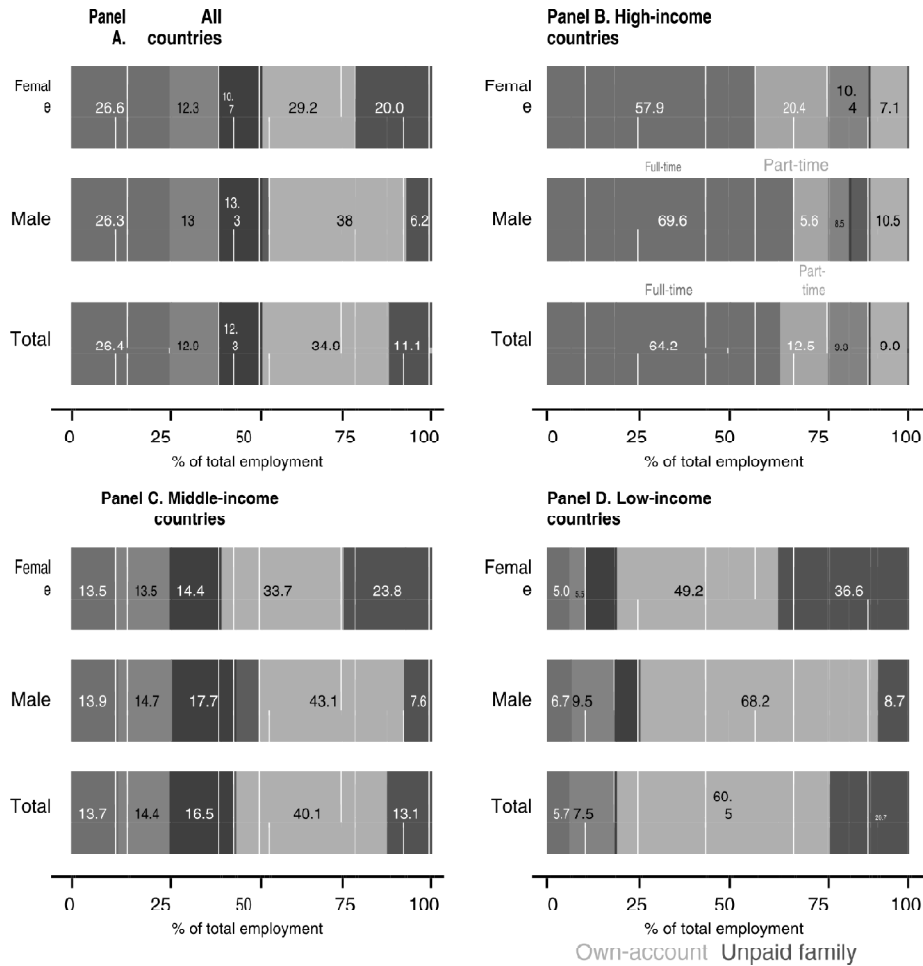 Panel A. All countries
Femal
e
26.6 12.3 10.
7 29.2 20.0
Male 26.3 13 13.
3 38 6.2
Total 26.4 12.9 12.
3 34.0 11.1
0 25 50 75 100
% of total employment
Panel B. High-income
countries
Femal
e
57.9 20.4 10.
4 7.1
Full-time Part-time
Male 69.6 5.6 8.5 10.5
Full-time Part-
time
Total 64.2 12.5 9.0
0 25 50 75 100
% of total employment
Panel C. Middle-income
countries
Femal
e
13.5 13.5 14.4 33.7 23.8
Male 13.9 14.7 17.7 43.1 7.6
Total 13.7 14.4 16.5 40.1 13.1
0 25 50 75 100
% of total employment
Panel D. Low-income
countries
Femal
e
5.0 5.5 49.2 36.6
Male 6.7 9.5 68.2 8.7
Total 5.7 7.5 60.
5 20.7
0 25 50 75 100
% of total employment
Own-account Unpaid family